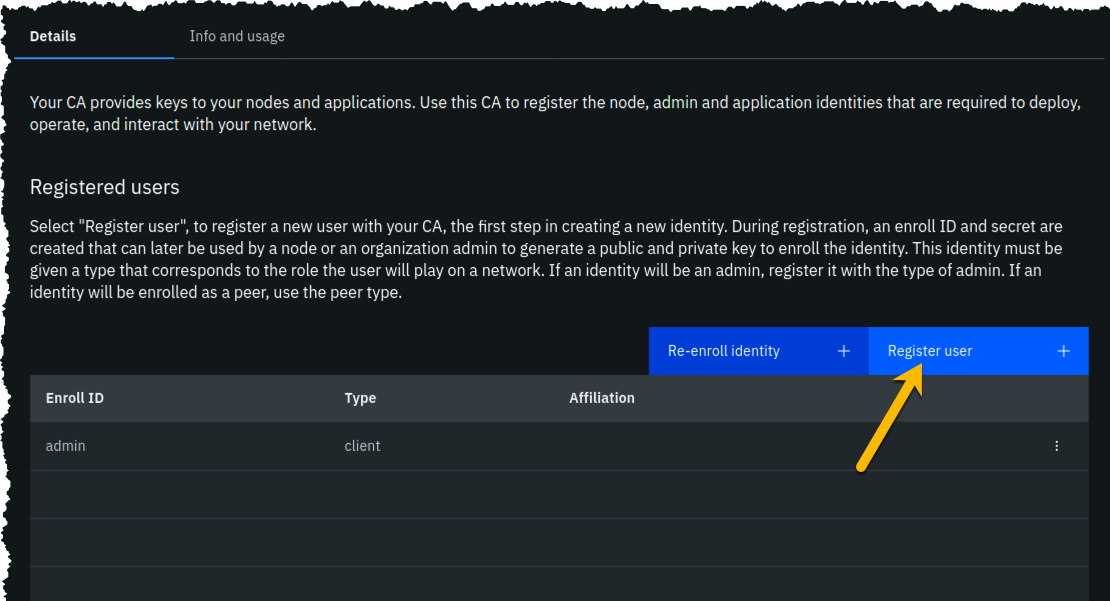 Details Info and usage
Your CA provides keys to your nodes and applications. Use this CA to register the node, admin and application identities that are required to deploy,
operate, and interact with your network.
Registered users
Select "Register user", to register a new user with your CA, the first step in creating a new identity. During registration, an enroll ID and secret are
created that can later be used by a node or an organization admin to generate a public and private key to enroll the identity. This identity must be
given a type that corresponds to the role the user will play on a network. If an identity will be an admin, register it with the type of admin. If an
identity will be enrolled as a peer, use the peer type.
Re-enroll identity + Register user +
Enroll ID Type Affiliation
admin client